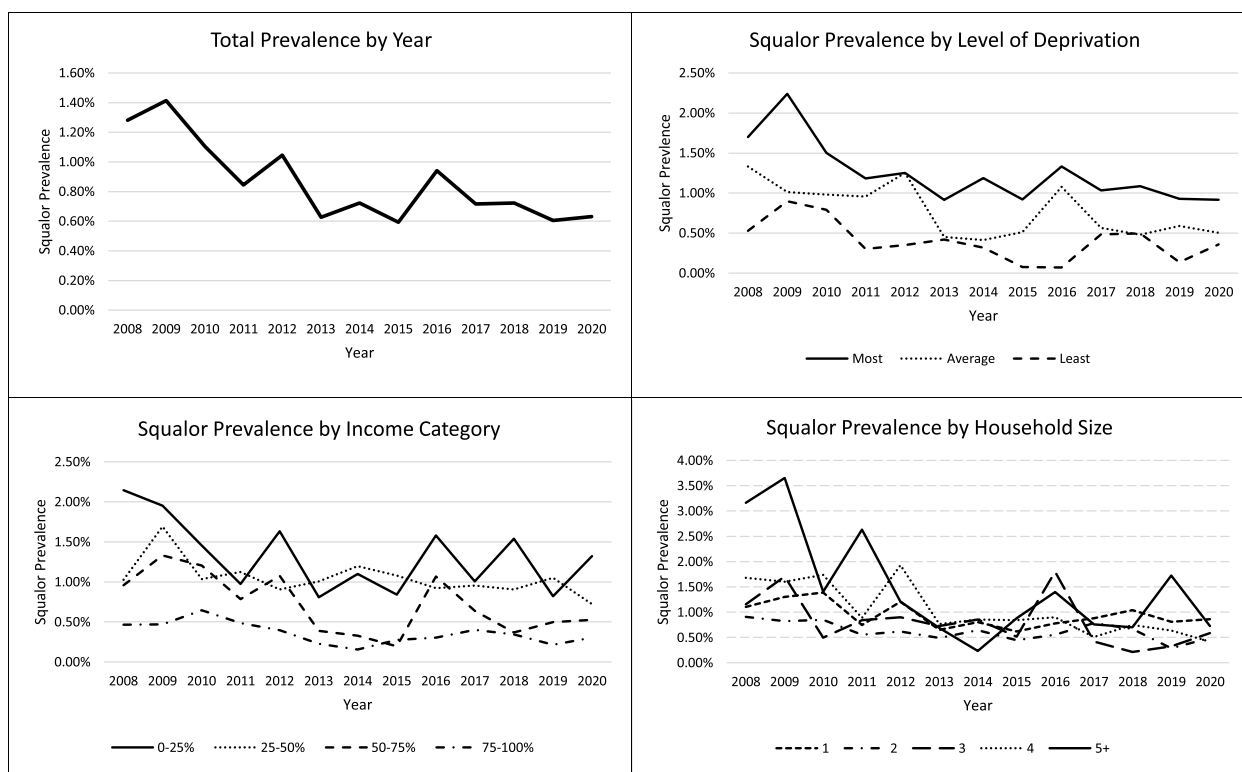 Total Prevalence by Year
Squalor Prevalence
1.60%
1.40%
1.20%
1.00%
0.80%
0.60%
0.40%
0.20%
0.00%
2008 2009 2010 2011 2012 2013 2014 2015 2016 2017 2018 2019 2020
Year
Squalor Prevalence by Level of Deprivation
Squalor Prevlence
2.50%
2.00%
1.50%
1.00%
0.50%
0.00%
2008 2009 2010 2011 2012 2013 2014 2015 2016 2017 2018 2019 2020
Year
Most Average Least
Squalor Prevalence by Income Category
Squalor Prevalence
2.50%
2.00%
1.50%
1.00%
0.50%
0.00%
2008 2009 2010 2011 2012 2013 2014 2015 2016 2017 2018 2019 2020
Year
0-25% 25-50% 50-75% 75-100%
Squalor Prevalence by Household Size
Squalor Prevalence
4.00%
3.50%
3.00%
2.50%
2.00%
1.50%
1.00%
0.50%
0.00%
2008 2009 2010 2011 2012 2013 2014 2015 2016 2017 2018 2019 2020
Year
1 2 3 4 5+